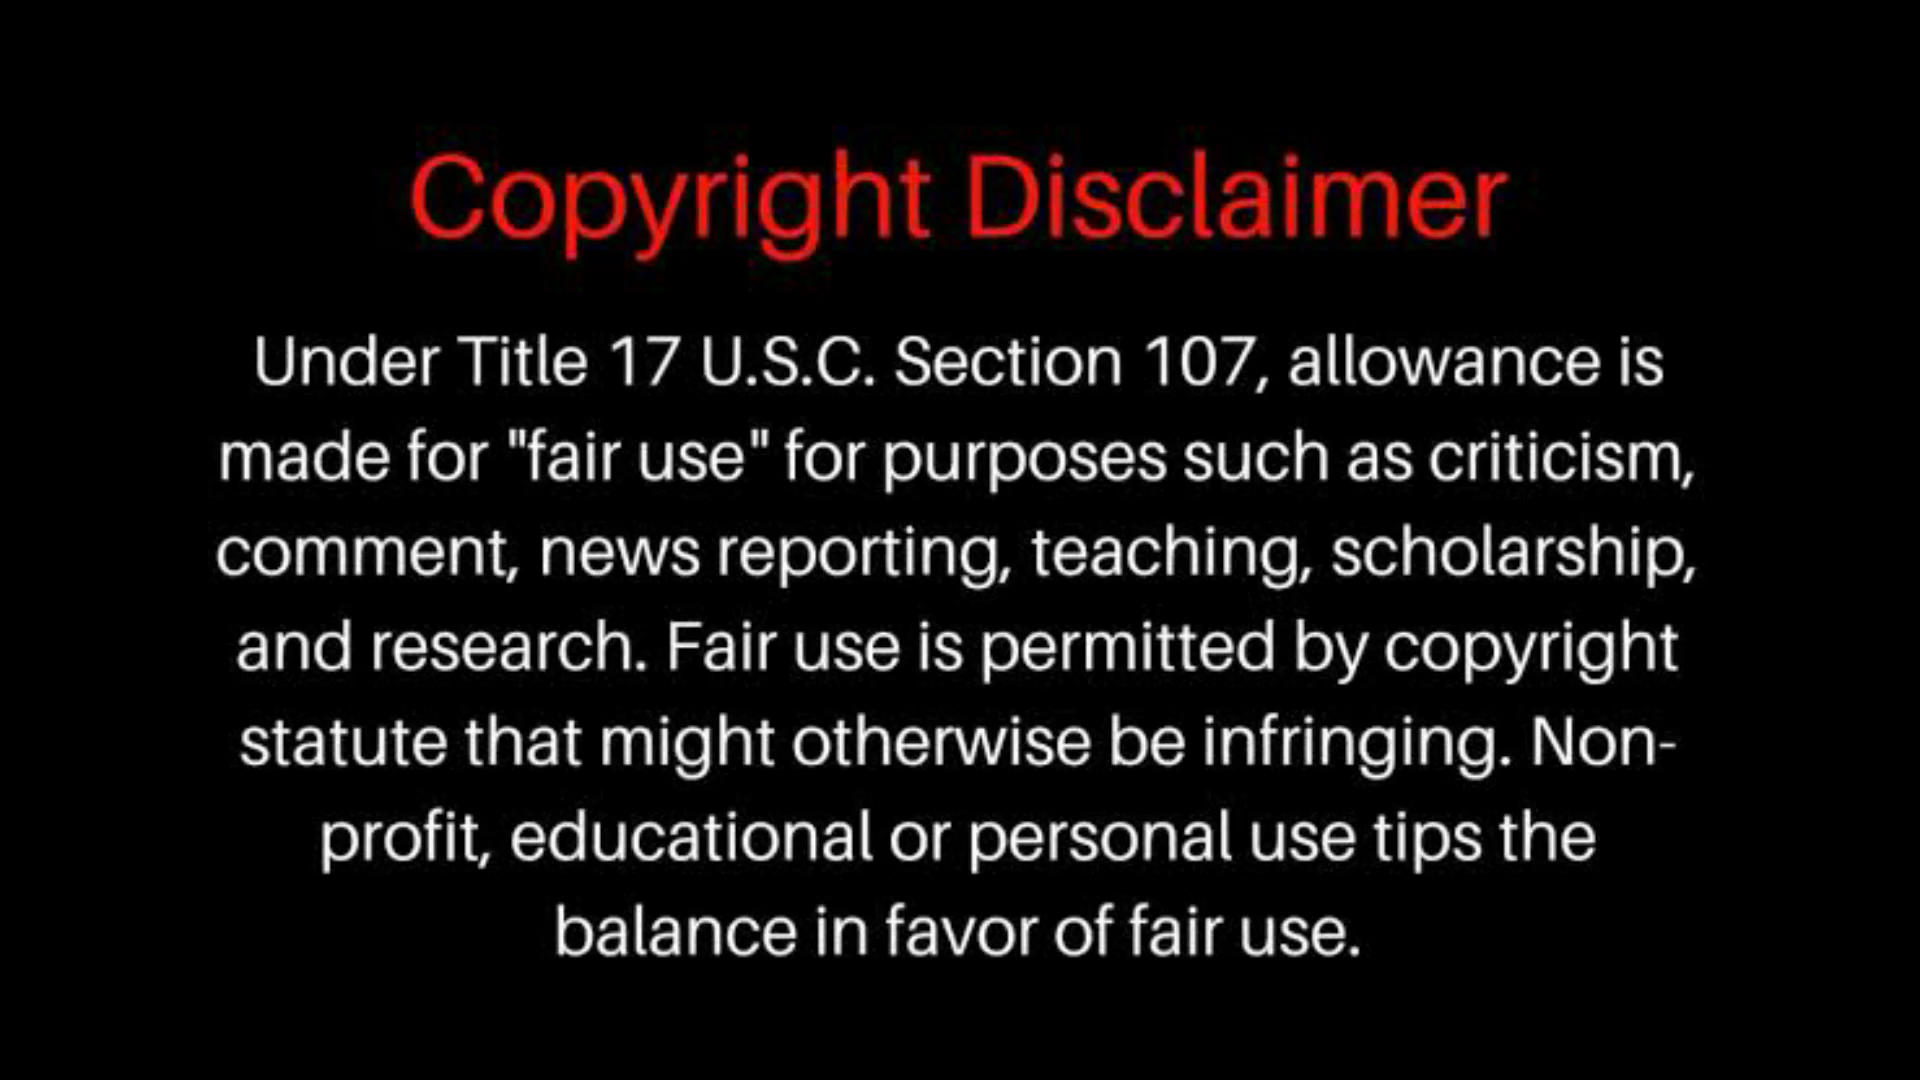 Copyright Disclaimer
Under Title 17 U.S.C. Section 107, allowance is
made for "fair use" for purposes such as criticism,
comment, news reporting, teaching, scholarship,
and research. Fair use is permitted by copyright
statute that might otherwise be infringing. Non-
profit, educational or personal use tips the
balance in favor of fair use.